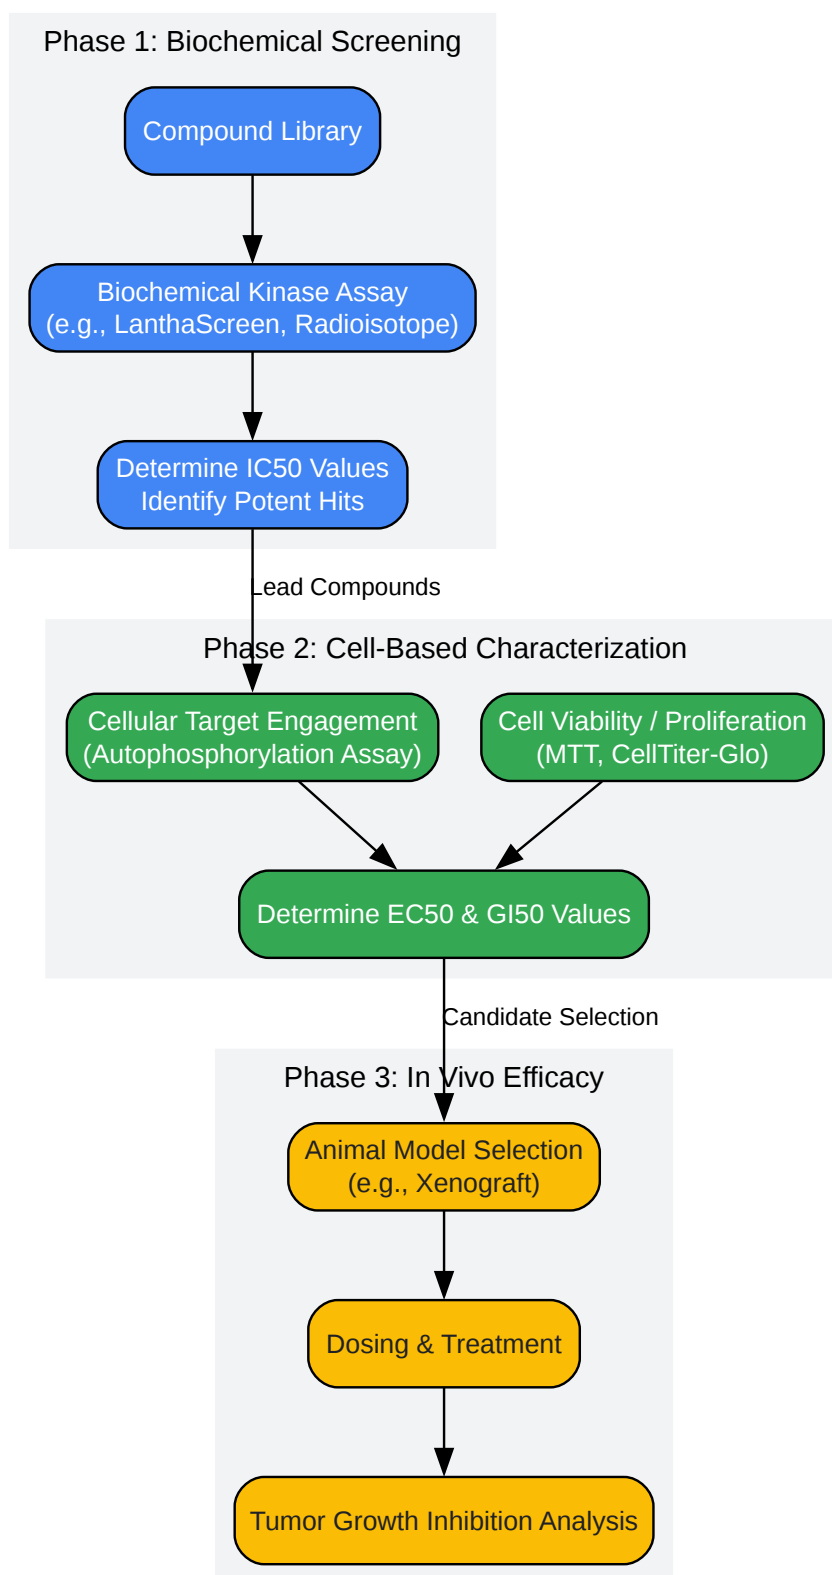 Phase 1: Biochemical Screening
Compound Library
Biochemical Kinase Assay
(e.g., LanthaScreen, Radioisotope)
Determine IC50 Values
Identify Potent Hits
Lead Compounds
Phase 2: Cell-Based Characterization
Cellular Target Engagement
(Autophosphorylation Assay)
Cell Viability / Proliferation
(MTT, CellTiter-Glo)
Determine EC50 & GI50 Values
Candidate Selection
Phase 3: In Vivo Efficacy
Animal Model Selection
(e.g., Xenograft)
Dosing & Treatment
Tumor Growth Inhibition Analysis